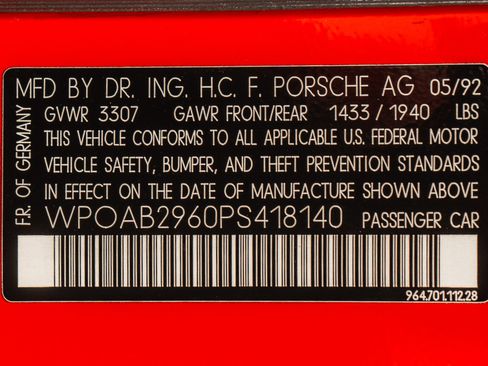 MFD BY DR. ING. H.C. F. PORSCHE AG 05/92
GVWR 3307 GAWR FRONT/REAR 1433 / 1940 LBS
THIS VEHICLE CONFORMS TO ALL APPLICABLE U.S. FEDERAL MOTOR
VEHICLE SAFETY, BUMPER, AND THEFT PREVENTION STANDARDS
IN EFFECT ON THE DATE OF MANUFACTURE SHOWN ABOVE
WPOAB2960PS418140 PASSENGER CAR
F.R. OF GERMANY
964.701.112.28